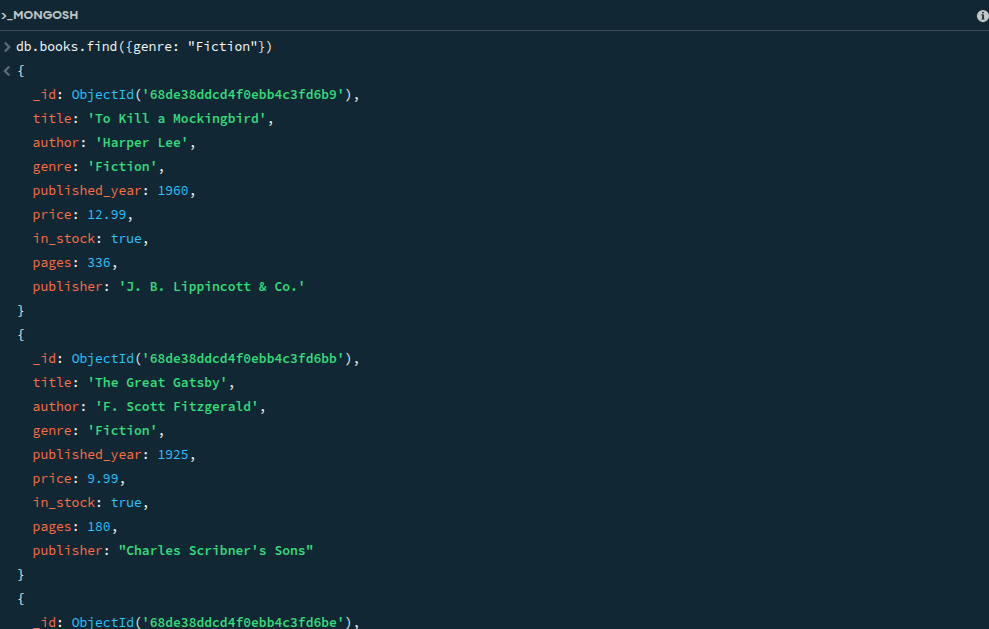 >_MONGOSH
> db.books.find({genre: "Fiction"})
< {
_id: ObjectId('68de38ddcd4f0ebb4c3fd6b9'),
title: 'To Kill a Mockingbird',
author: 'Harper Lee',
genre: 'Fiction',
published_year: 1960,
price: 12.99,
in_stock: true,
pages: 336,
publisher: 'J. B. Lippincott & Co.'
}
{
_id: ObjectId('68de38ddcd4f0ebb4c3fd6bb'),
title: 'The Great Gatsby',
author: 'F. Scott Fitzgerald',
genre: 'Fiction',
published_year: 1925,
price: 9.99,
in_stock: true,
pages: 180,
publisher: "Charles Scribner's Sons"
}
{
_id: ObjectId('68de38ddcd4f0ebb4c3fd6be'),